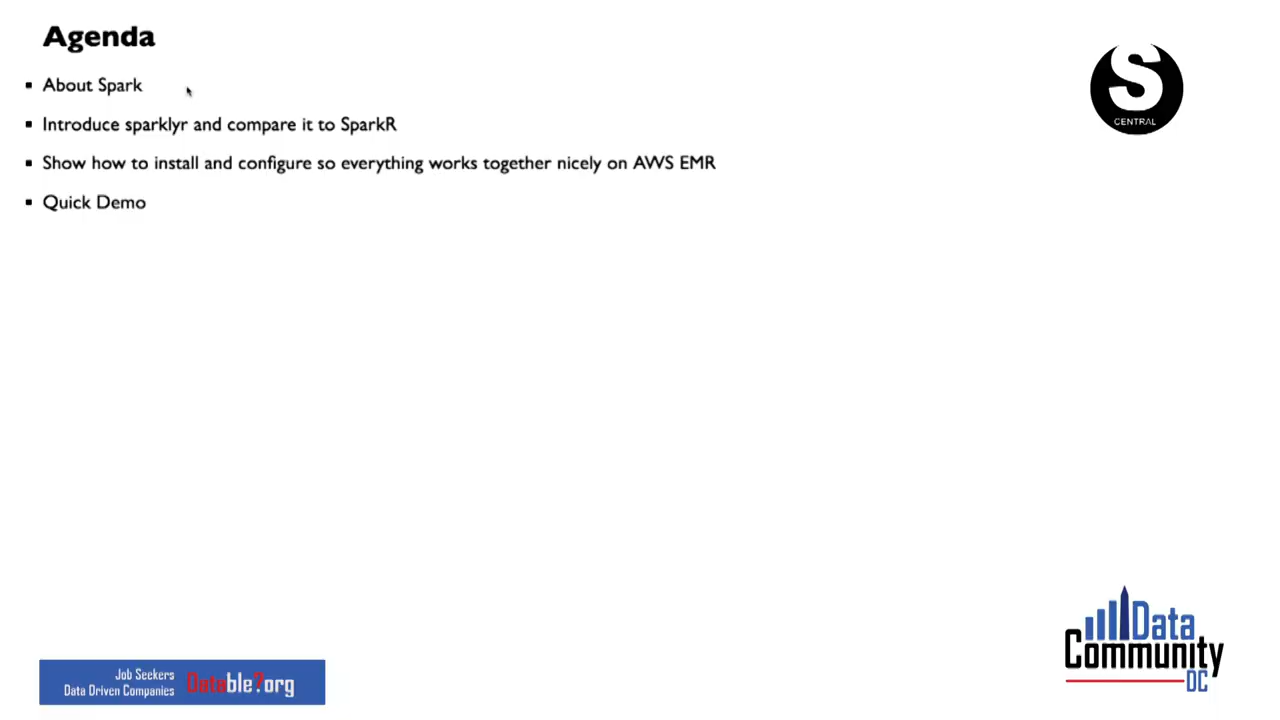 Agenda
About Spark
Introduce sparklyr and compare it to SparkR
Show how to install and configure so everything works together nicely on AWS EMR
Quick Demo
S
CENTRAL
Data
Community
DC
Job Seekers
Data Driven Companies
Datable?org